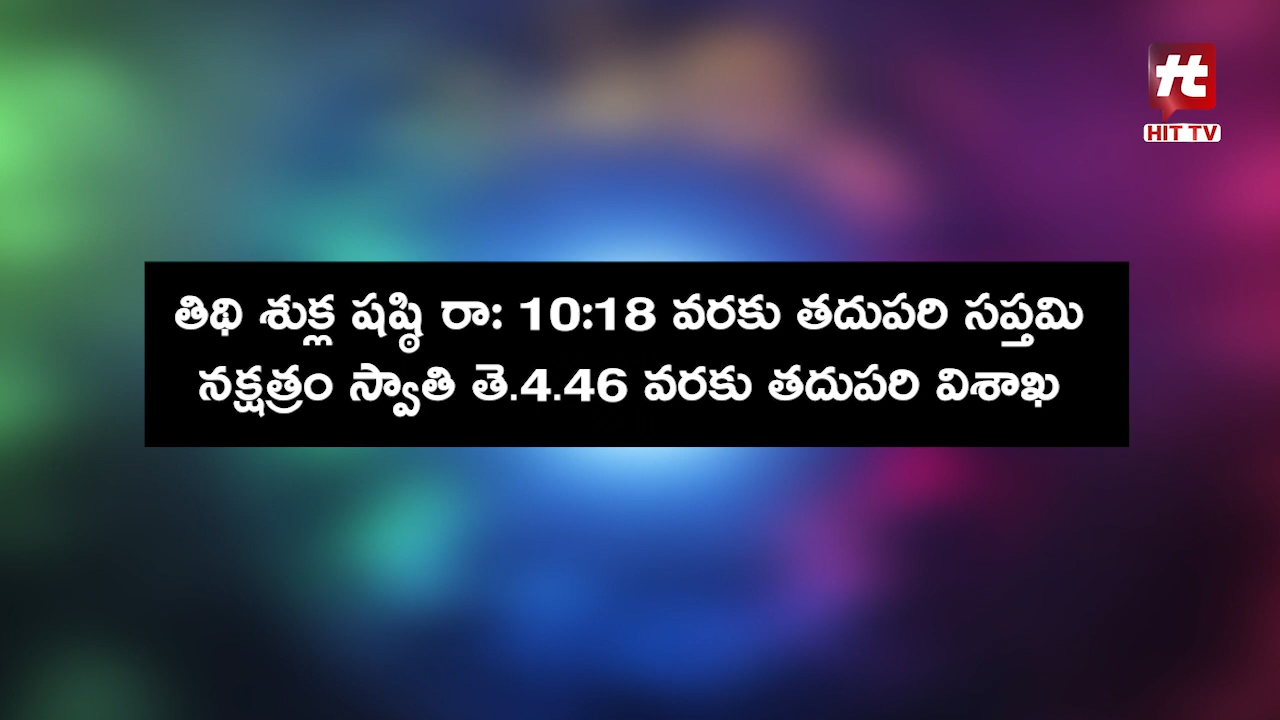 HIT TV
తిథి శుక్ల షష్ఠి రా: 10:18 వరకు తదుపరి సప్తమి
నక్షత్రం స్వాతి తె.4.46 వరకు తదుపరి విశాఖ